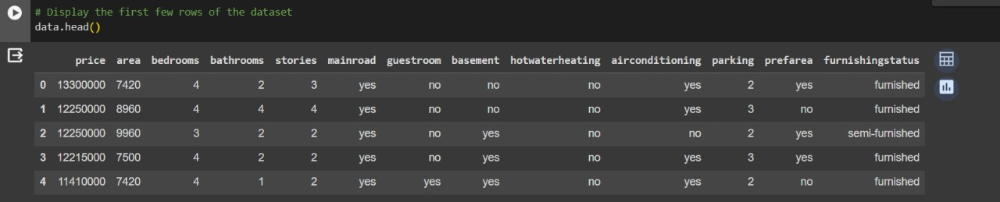 # Display the first few rows of the dataset
data.head()
price area bedrooms bathrooms stories mainroad guestroom basement hotwaterheating airconditioning parking prefarea furnishingstatus
0 13300000 7420 4 2 3 yes no no no yes 2 yes furnished
1 12250000 8960 4 4 4 yes no no no yes 3 no furnished
2 12250000 9960 3 2 2 yes no yes no no 2 yes semi-furnished
3 12215000 7500 4 2 2 yes no yes no yes 3 yes furnished
4 11410000 7420 4 1 2 yes yes yes no yes 2 no furnished